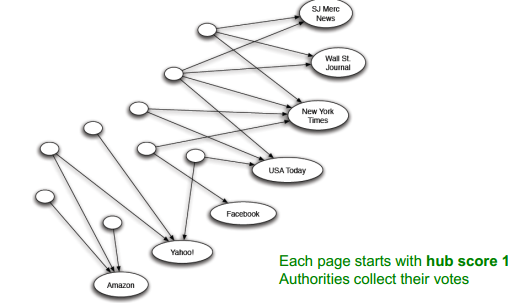 SJ Merc
News
Wall St.
Journal
New York
Times
USA Today
Facebook
Yahoo!
Amazon
Each page starts with hub score 1
Authorities collect their votes